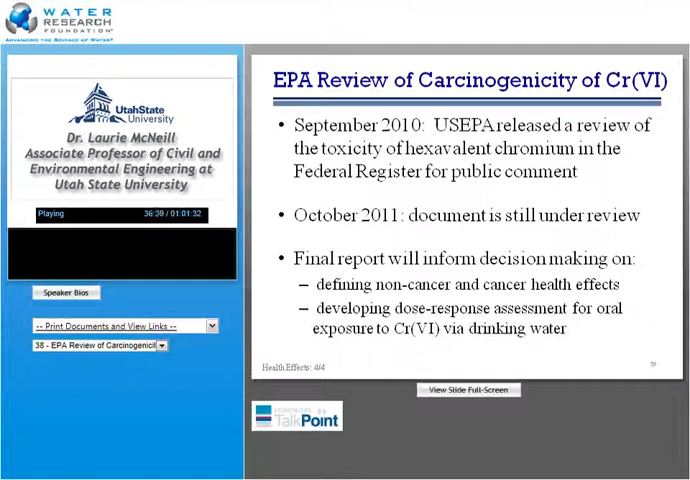 WATER
RESEARCH
FOUNDATION®
ADVANCING THE SCIENCE OF WATER®
UtahState
University
Dr. Laurie McNeill
Associate Professor of Civil and
Environmental Engineering at
Utah State University
Playing 36:39 / 01:01:32
Speaker Bios
-- Print Documents and View Links --
38 - EPA Review of Carcinogenicit
EPA Review of Carcinogenicity of Cr(VI)
• September 2010: USEPA released a review of
the toxicity of hexavalent chromium in the
Federal Register for public comment
• October 2011: document is still under review
• Final report will inform decision making on:
– defining non-cancer and cancer health effects
– developing dose-response assessment for oral
exposure to Cr(VI) via drinking water
Health Effects: 4/4
View Slide Full-Screen
TalkPoint